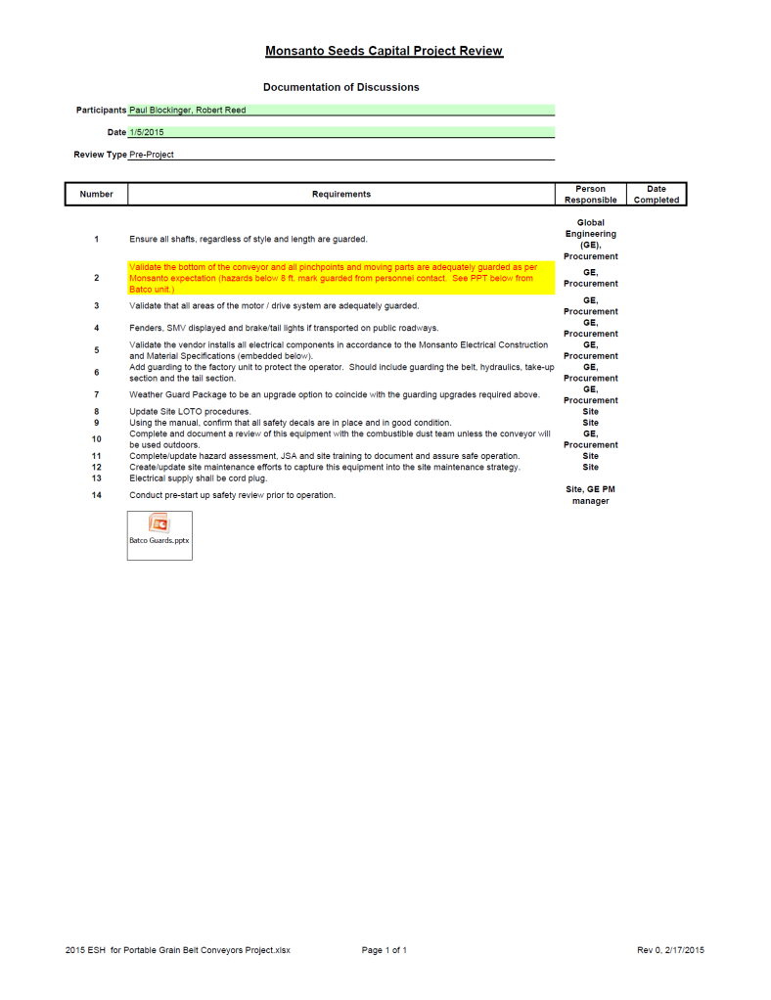 Monsanto Seeds Capital Project Review
Documentation of Discussions
Participants Paul Blockinger, Robert Reed
Date 1/5/2015
Review Type Pre-Project
Number Requirements Person Responsible Date Completed
1 Ensure all shafts, regardless of style and length are guarded. Global Engineering (GE), Procurement
2 Validate the bottom of the conveyor and all pinchpoints and moving parts are adequately guarded as per
Monsanto expectation (hazards below 8 ft. mark guarded from personnel contact. See PPT below from
Batco unit.) GE, Procurement
3 Validate that all areas of the motor / drive system are adequately guarded. GE, Procurement
4 Fenders, SMV displayed and brake/tail lights if transported on public roadways. GE, Procurement
5 Validate the vendor installs all electrical components in accordance to the Monsanto Electrical Construction
and Material Specifications (embedded below). GE, Procurement
6 Add guarding to the factory unit to protect the operator. Should include guarding the belt, hydraulics, take-up
section and the tail section. GE, Procurement
7 Weather Guard Package to be an upgrade option to coincide with the guarding upgrades required above. GE, Procurement
8 Update Site LOTO procedures. Site
9 Using the manual, confirm that all safety decals are in place and in good condition. Site
10 Complete and document a review of this equipment with the combustible dust team unless the conveyor will
be used outdoors. GE, Procurement
11 Complete/update hazard assessment, JSA and site training to document and assure safe operation. Site
12 Create/update site maintenance efforts to capture this equipment into the site maintenance strategy. Site
13 Electrical supply shall be cord plug.
14 Conduct pre-start up safety review prior to operation. Site, GE PM manager
Batco Guards.pptx
2015 ESH for Portable Grain Belt Conveyors Project.xlsx Page 1 of 1 Rev 0, 2/17/2015